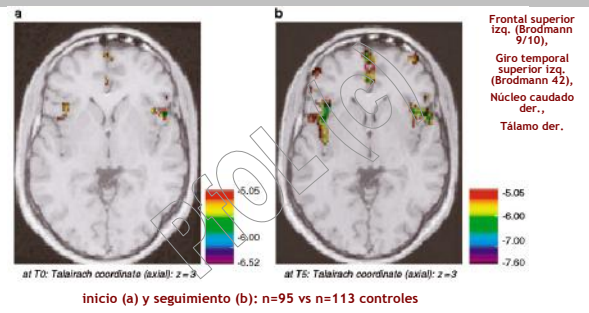 a
b
Frontal superior
izq. (Brodmann
9/10),
Giro temporal
superior izq.
(Brodmann 42),
Núcleo caudado
der.,
Tálamo der.
-5.05
-6.00
-6.52
-5.05
-6.00
-7.00
-7.60
at T0: Talairach coordinate (axial): z = 3
at T5: Talairach coordinate (axial): z = 3
inicio (a) y seguimiento (b): n=95 vs n=113 controles